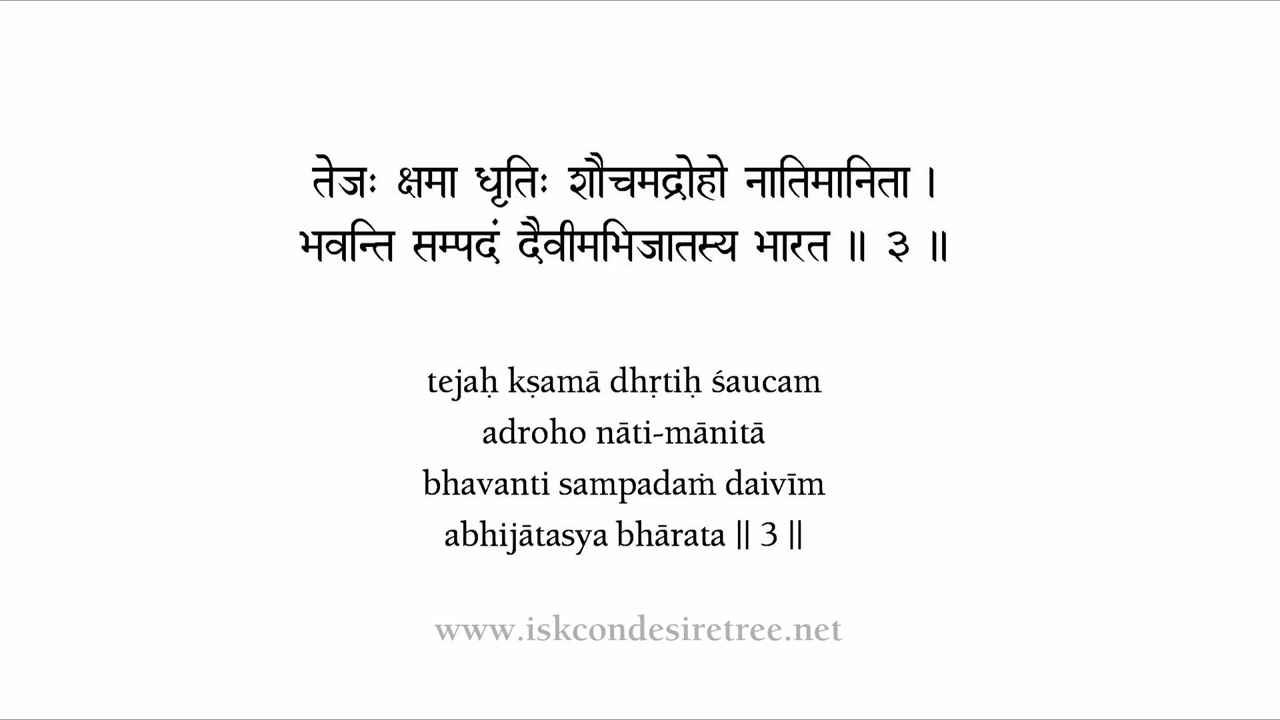 तेजः क्षमा धृतिः शौचमद्रोहो नातिमानिता ।
भवन्ति सम्पदं दैवीमभिजातस्य भारत ॥ ३ ॥
tejaḥ kṣamā dhṛtiḥ śaucam
adroho nāti-mānitā
bhavanti sampadaṁ daivīm
abhijātasya bhārata || 3 ||
www.iskcondesiretree.net